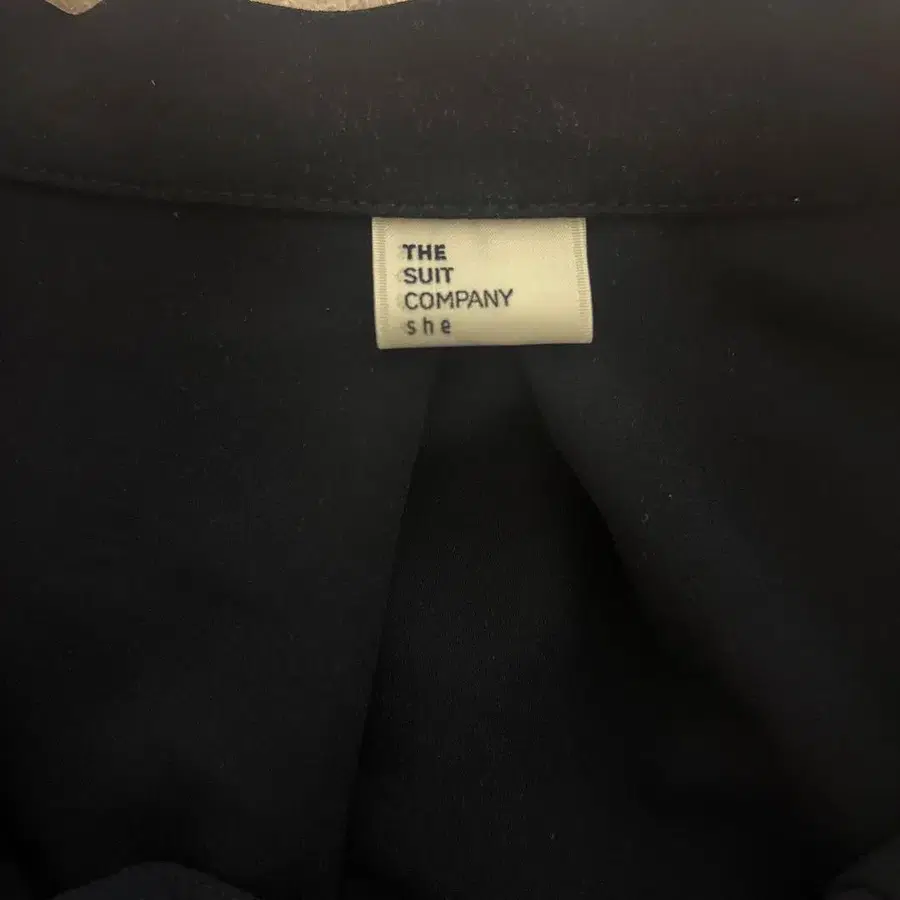 THE
SUIT
COMPANY
she